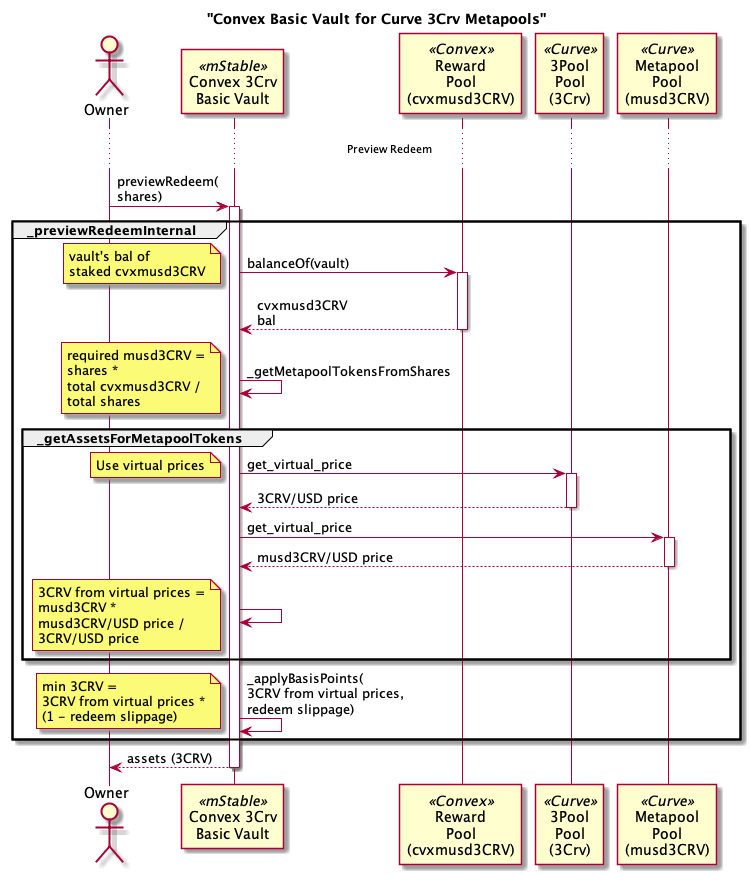 "Convex Basic Vault for Curve 3Crv Metapools"
Owner
«mStable»
Convex 3Crv
Basic Vault
«Convex»
Reward
Pool
(cvxmusd3CRV)
«Curve»
3Pool
Pool
(3Crv)
«Curve»
Metapool
Pool
(musd3CRV)
Preview Redeem
previewRedeem(
shares)
_previewRedeemInternal
vault's bal of
staked cvxmusd3CRV
balanceOf(vault)
cvxmusd3CRV
bal
required musd3CRV =
shares *
total cvxmusd3CRV /
total shares
_getMetapoolTokensFromShares
_getAssetsForMetapoolTokens
Use virtual prices
get_virtual_price
3CRV/USD price
get_virtual_price
musd3CRV/USD price
3CRV from virtual prices =
musd3CRV *
musd3CRV/USD price /
3CRV/USD price
min 3CRV =
3CRV from virtual prices *
(1 - redeem slippage)
_applyBasisPoints(
3CRV from virtual prices,
redeem slippage)
assets (3CRV)
Owner
«mStable»
Convex 3Crv
Basic Vault
«Convex»
Reward
Pool
(cvxmusd3CRV)
«Curve»
3Pool
Pool
(3Crv)
«Curve»
Metapool
Pool
(musd3CRV)